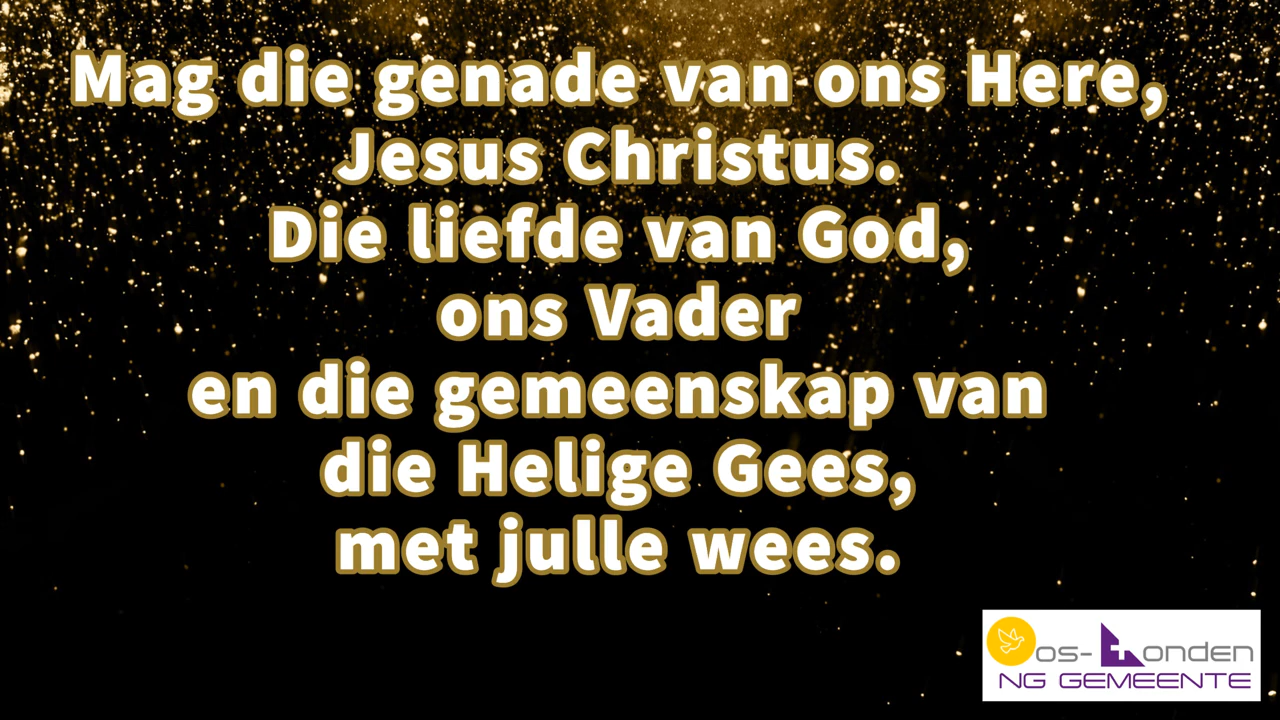 Mag die genade van ons Here,
Jesus Christus.
Die liefde van God,
ons Vader
en die gemeenskap van
die Helige Gees,
met julle wees.
Oos-Londen
NG GEMEENTE